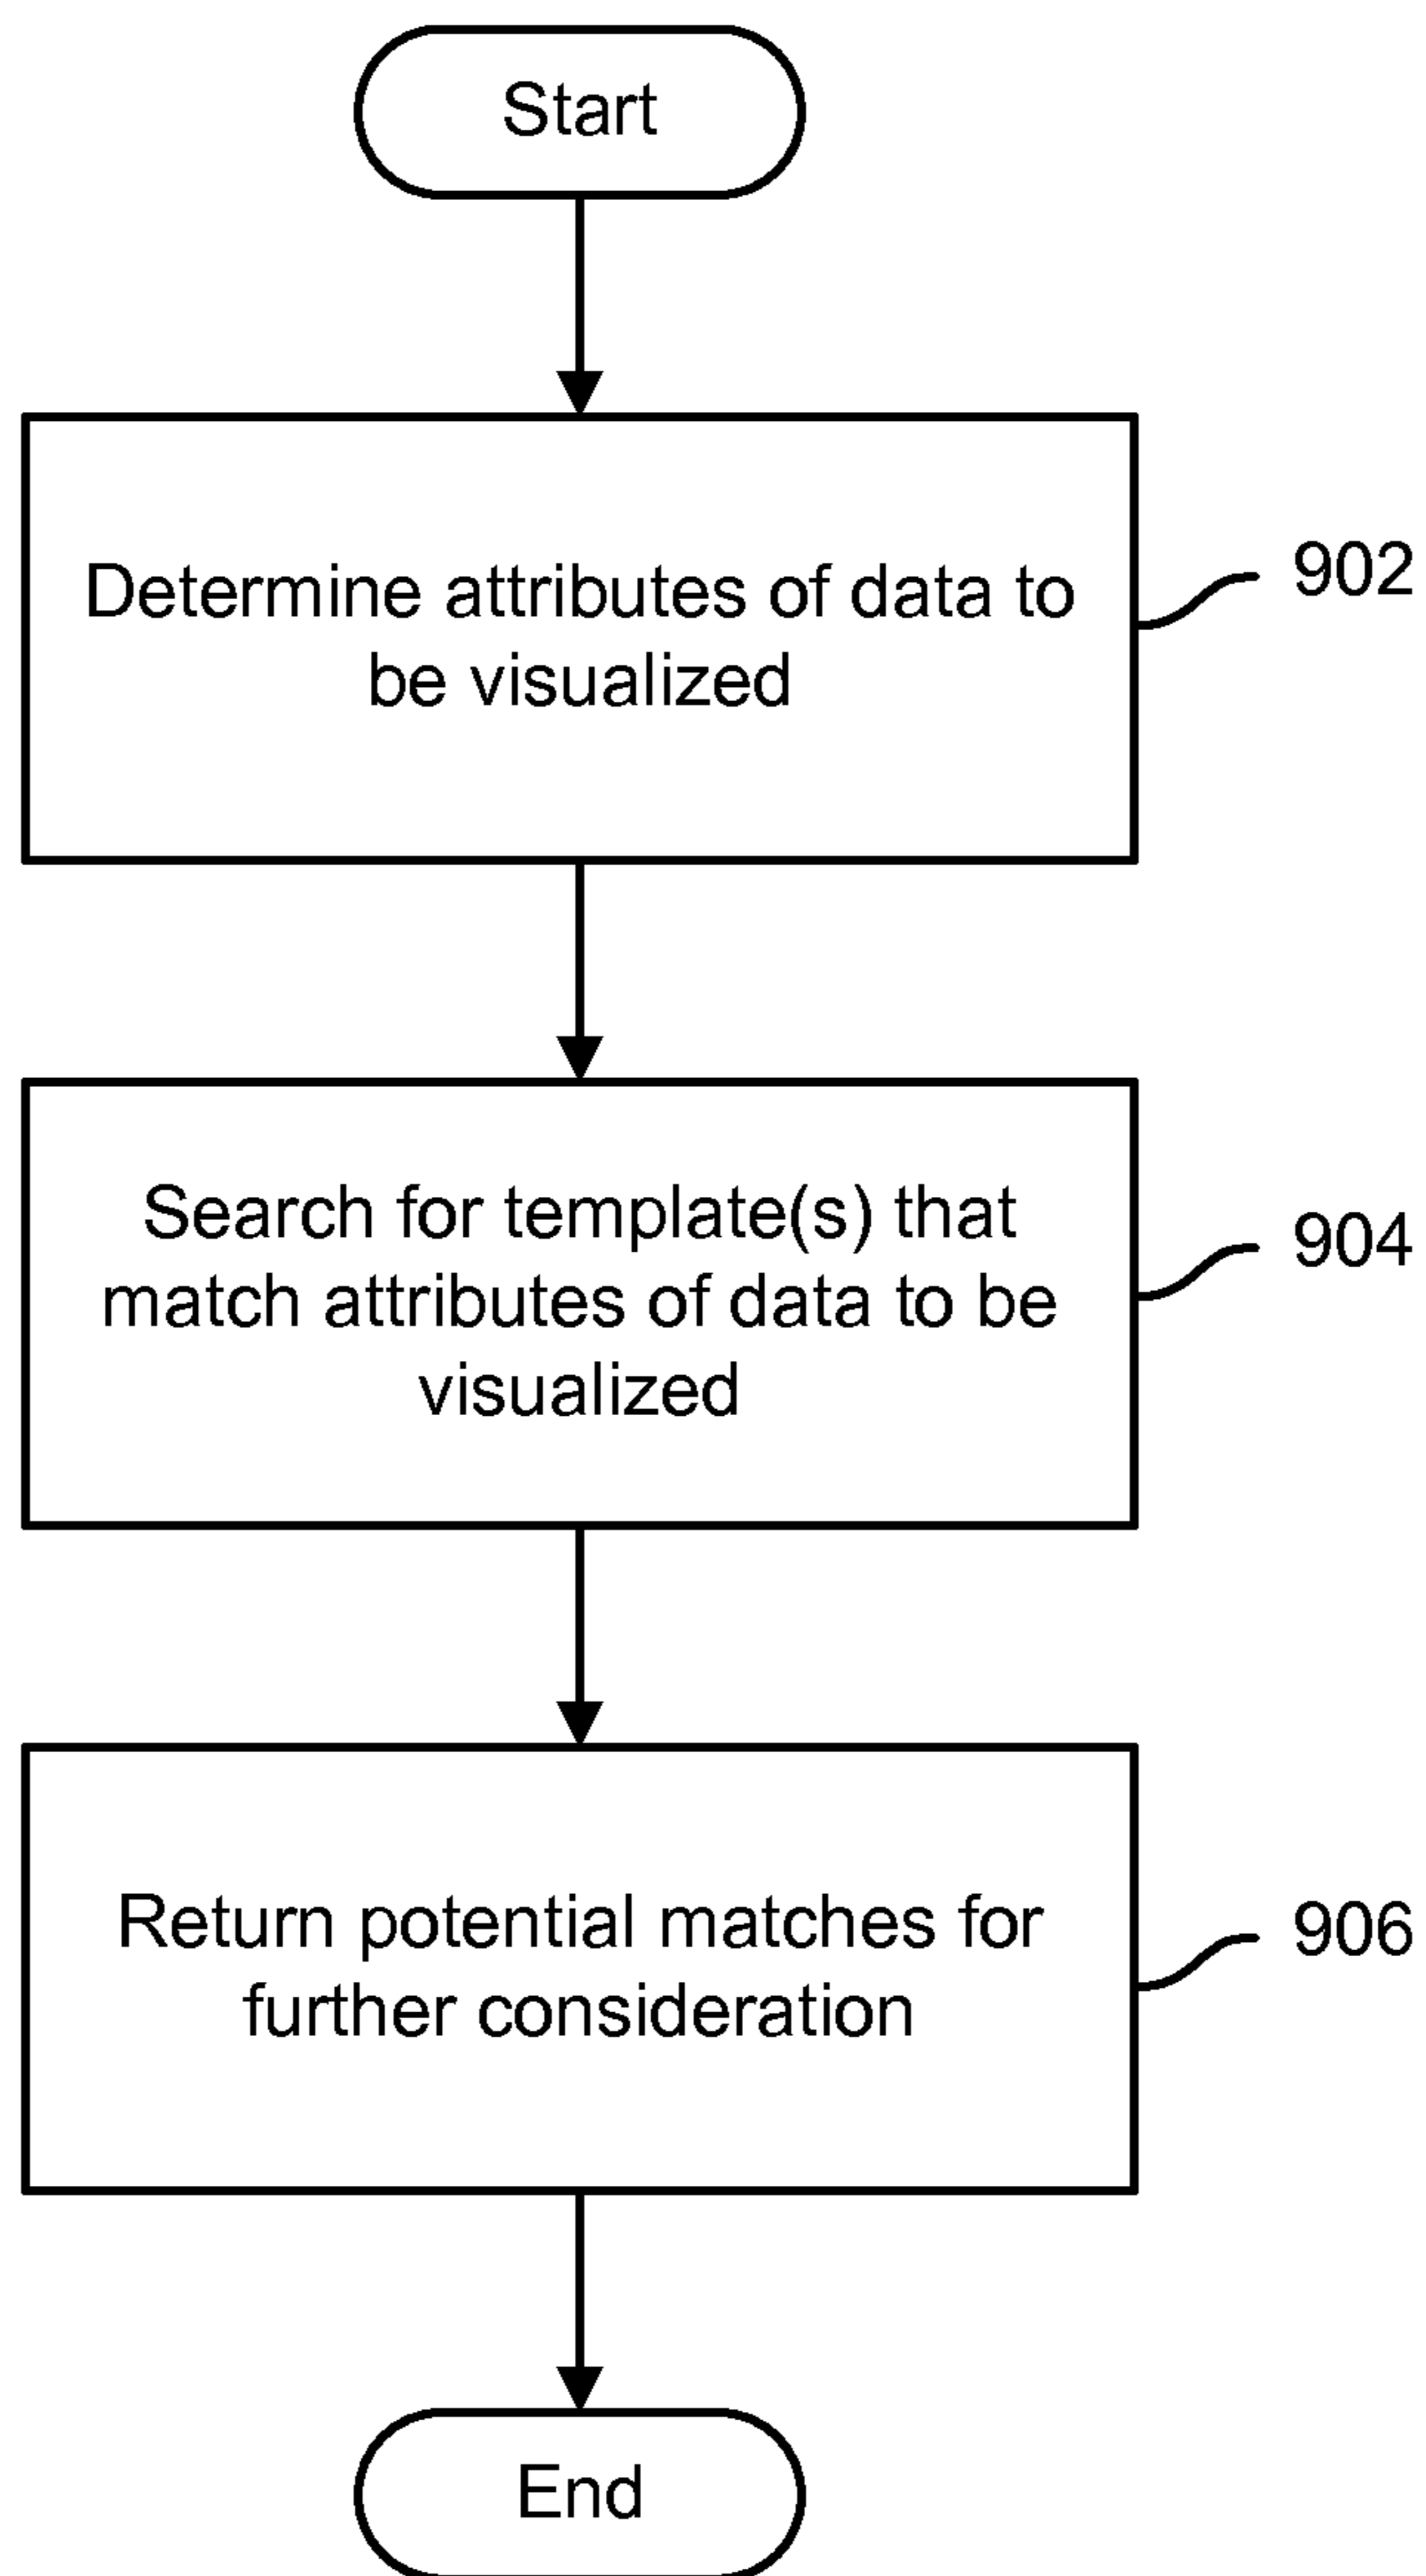 Start
Determine attributes of data to
be visualized
902
Search for template(s) that
match attributes of data to be
visualized
904
Return potential matches for
further consideration
906
End